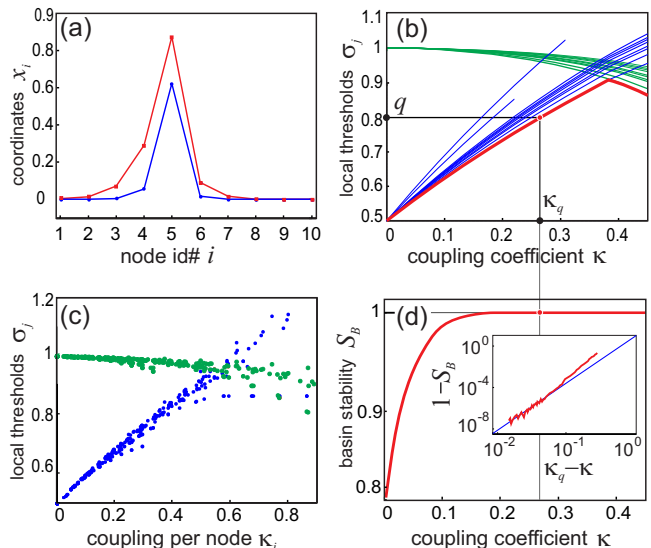 (a)
coordinates x_i
0.9
0.6
0.4
0.2
0
1 2 3 4 5 6 7 8 9 10
node id# i
(b)
local thresholds σ_j
1.1
1.0
0.9
0.8
0.7
0.6
0.5
q
κ_q
0 0.1 0.2 0.3 0.4
coupling coefficient κ
(c)
local thresholds σ_j
1.2
1
0.8
0.6
0 0.2 0.4 0.6 0.8
coupling per node κ_i
(d)
basin stability S_B
1
0.9
0.8
0 0.1 0.2 0.3 0.4
coupling coefficient κ
1−S_B
10^0
10^-4
10^-8
10^-2 10^-1 10^0
κ_q−κ